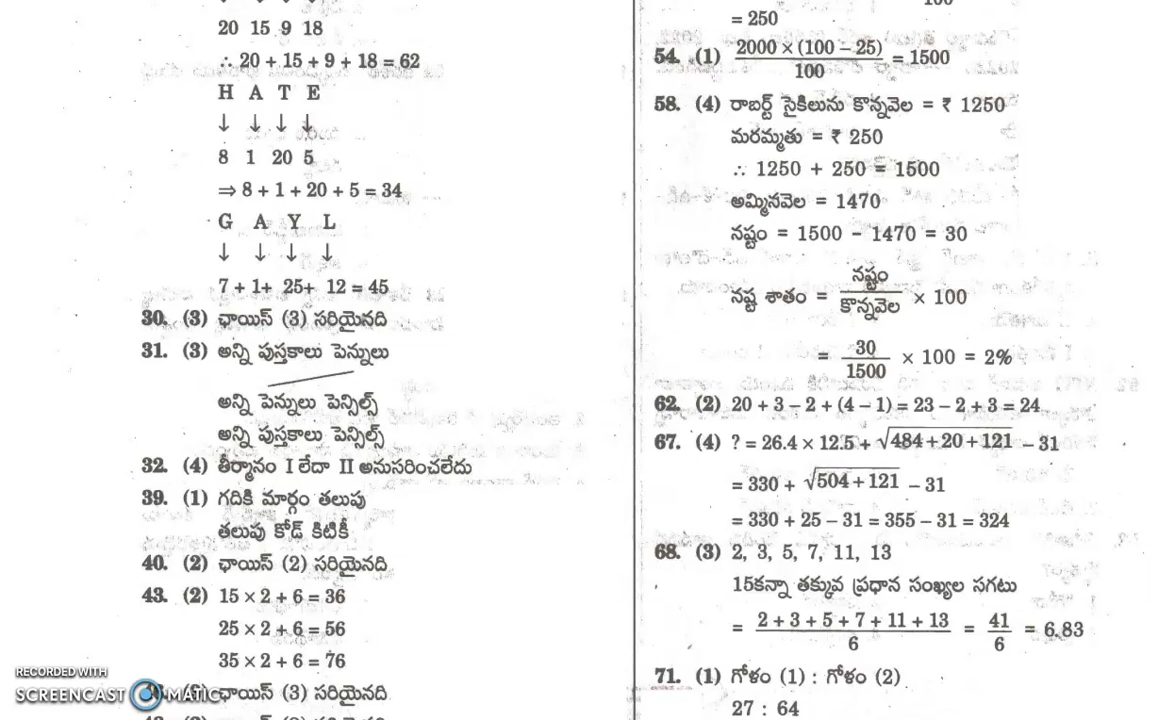 20 15 9 18
∴ 20 + 15 + 9 + 18 = 62
H A T E
↓ ↓ ↓ ↓
8 1 20 5
⇒ 8 + 1 + 20 + 5 = 34
G A Y L
↓ ↓ ↓ ↓
7 + 1+ 25+ 12 = 45
30. (3) ఛాయిస్ (3) సరియైనది
31. (3) అన్ని పుస్తకాలు పెన్నులు
అన్ని పెన్నులు పెన్సిల్స్
అన్ని పుస్తకాలు పెన్సిల్స్
32. (4) తీర్మానం I లేదా II అనుసరించలేదు
39. (1) గదికి మార్గం తలుపు
తలుపు కోడ్ కిటికీ
40. (2) ఛాయిస్ (2) సరియైనది
43. (2) 15 × 2 + 6 = 36
25 × 2 + 6 = 56
35 × 2 + 6 = 76
ఛాయిస్ (3) సరియైనది
RECORDED WITH
SCREENCAST MATIC
= 250
54. (1) 2000 × (100 – 25) / 100 = 1500
58. (4) రాబర్ట్ సైకిలును కొన్నవెల = ₹ 1250
మరమ్మతు = ₹ 250
∴ 1250 + 250 = 1500
అమ్మినవెల = 1470
నష్టం = 1500 – 1470 = 30
నష్ట శాతం = నష్టం / కొన్నవెల × 100
= 30 / 1500 × 100 = 2%
62. (2) 20 + 3 – 2 + (4 – 1) = 23 – 2 + 3 = 24
67. (4) ? = 26.4 × 12.5 + √484 + 20 + 121 – 31
= 330 + √504 + 121 – 31
= 330 + 25 – 31 = 355 – 31 = 324
68. (3) 2, 3, 5, 7, 11, 13
15కన్నా తక్కువ ప్రధాన సంఖ్యల సగటు
= 2 + 3 + 5 + 7 + 11 + 13 / 6 = 41 / 6 = 6.83
71. (1) గోళం (1) : గోళం (2)
27 : 64